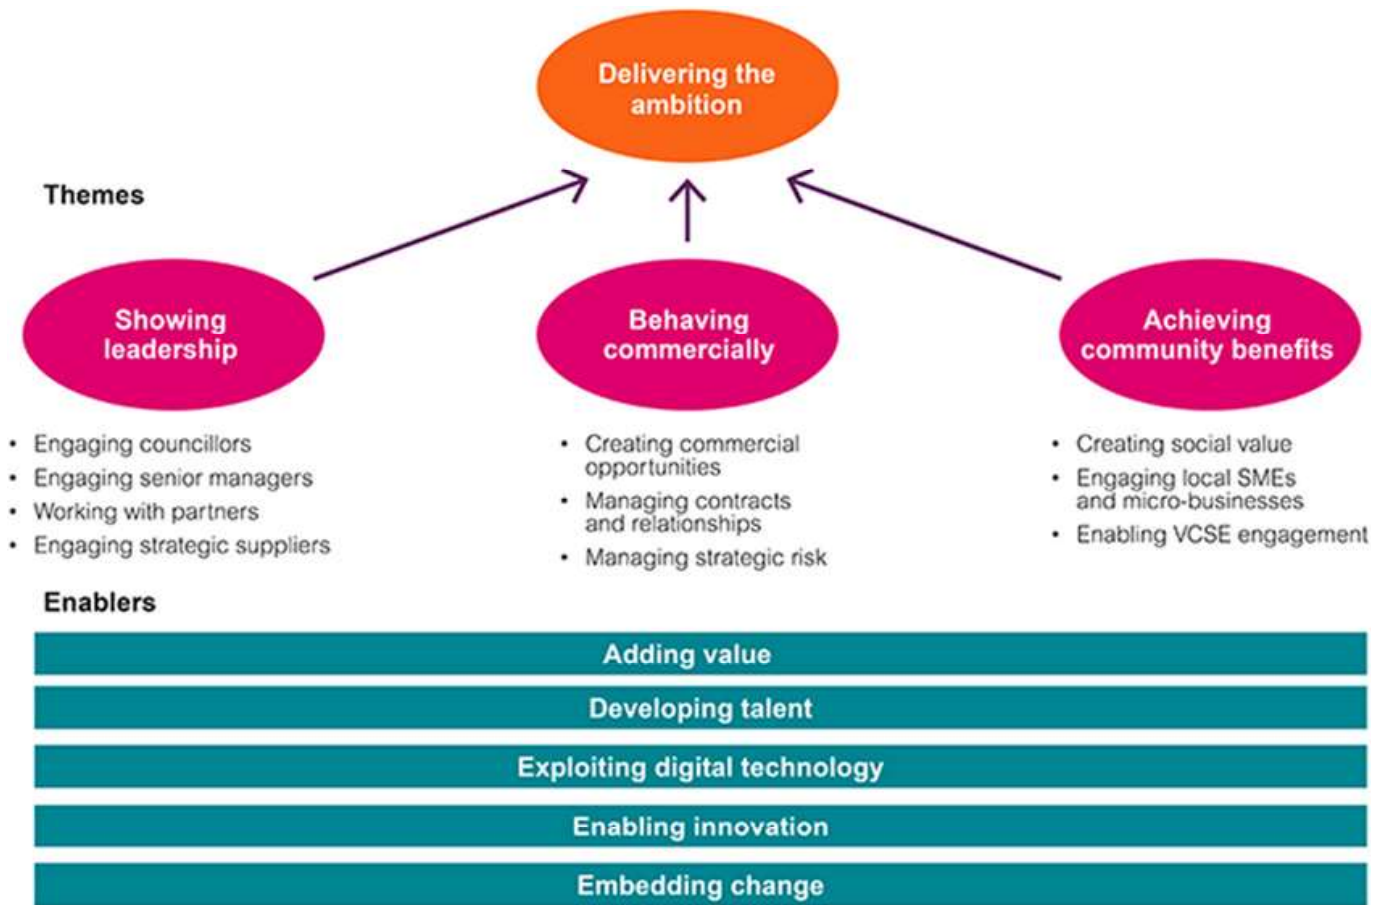 Delivering the
ambition
Themes
Showing
leadership
Behaving
commercially
Achieving
community benefits
• Engaging councillors
• Engaging senior managers
• Working with partners
• Engaging strategic suppliers
• Creating commercial
opportunities
• Managing contracts
and relationships
• Managing strategic risk
• Creating social value
• Engaging local SMEs
and micro-businesses
• Enabling VCSE engagement
Enablers
Adding value
Developing talent
Exploiting digital technology
Enabling innovation
Embedding change